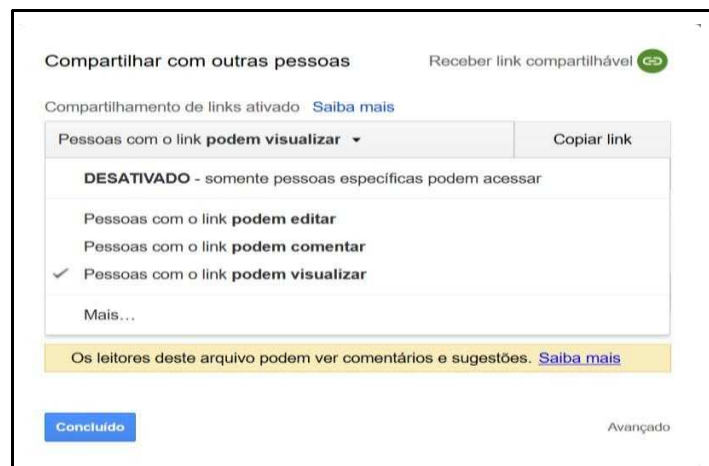 Compartilhar com outras pessoas Receber link compartilhável
Compartilhamento de links ativado Saiba mais
Pessoas com o link podem visualizar Copiar link
DESATIVADO - somente pessoas específicas podem acessar
Pessoas com o link podem editar
Pessoas com o link podem comentar
Pessoas com o link podem visualizar
Mais...
Os leitores deste arquivo podem ver comentários e sugestões. Saiba mais
Concluído Avançado